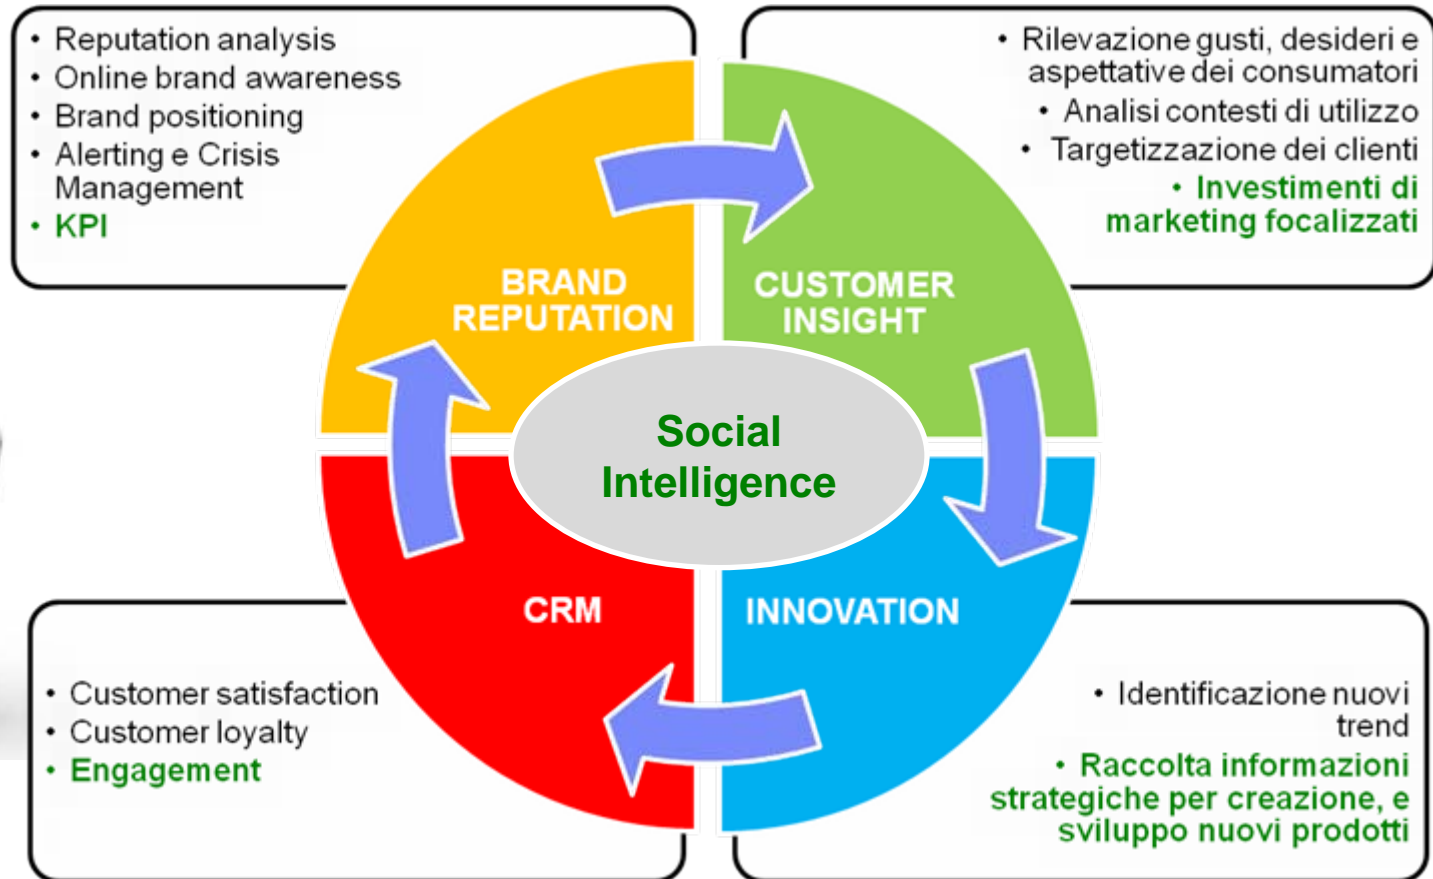 • Reputation analysis
• Online brand awareness
• Brand positioning
• Alerting e Crisis
Management
• KPI
• Rilevazione gusti, desideri e
aspettative dei consumatori
• Analisi contesti di utilizzo
• Targetizzazione dei clienti
• Investimenti di
marketing focalizzati
BRAND
REPUTATION
CUSTOMER
INSIGHT
Social
Intelligence
CRM
INNOVATION
• Customer satisfaction
• Customer loyalty
• Engagement
• Identificazione nuovi
trend
• Raccolta informazioni
strategiche per creazione, e
sviluppo nuovi prodotti